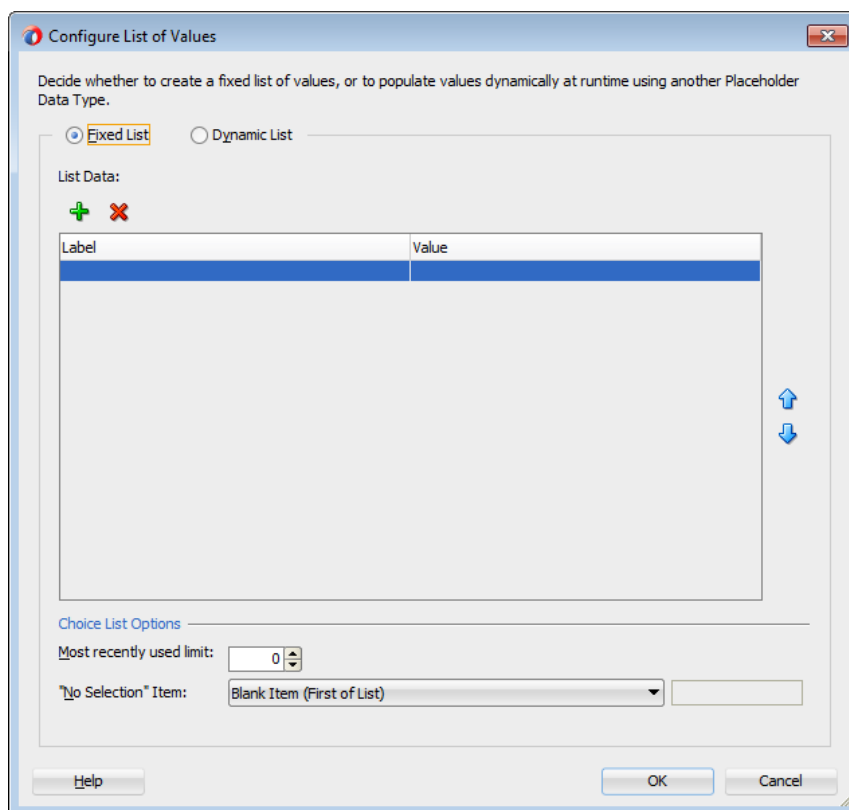 Configure List of Values
Decide whether to create a fixed list of values, or to populate values dynamically at runtime using another Placeholder
Data Type.
Fixed List Dynamic List
List Data:
Label Value
Choice List Options
Most recently used limit: 0
"No Selection" Item: Blank Item (First of List)
Help OK Cancel